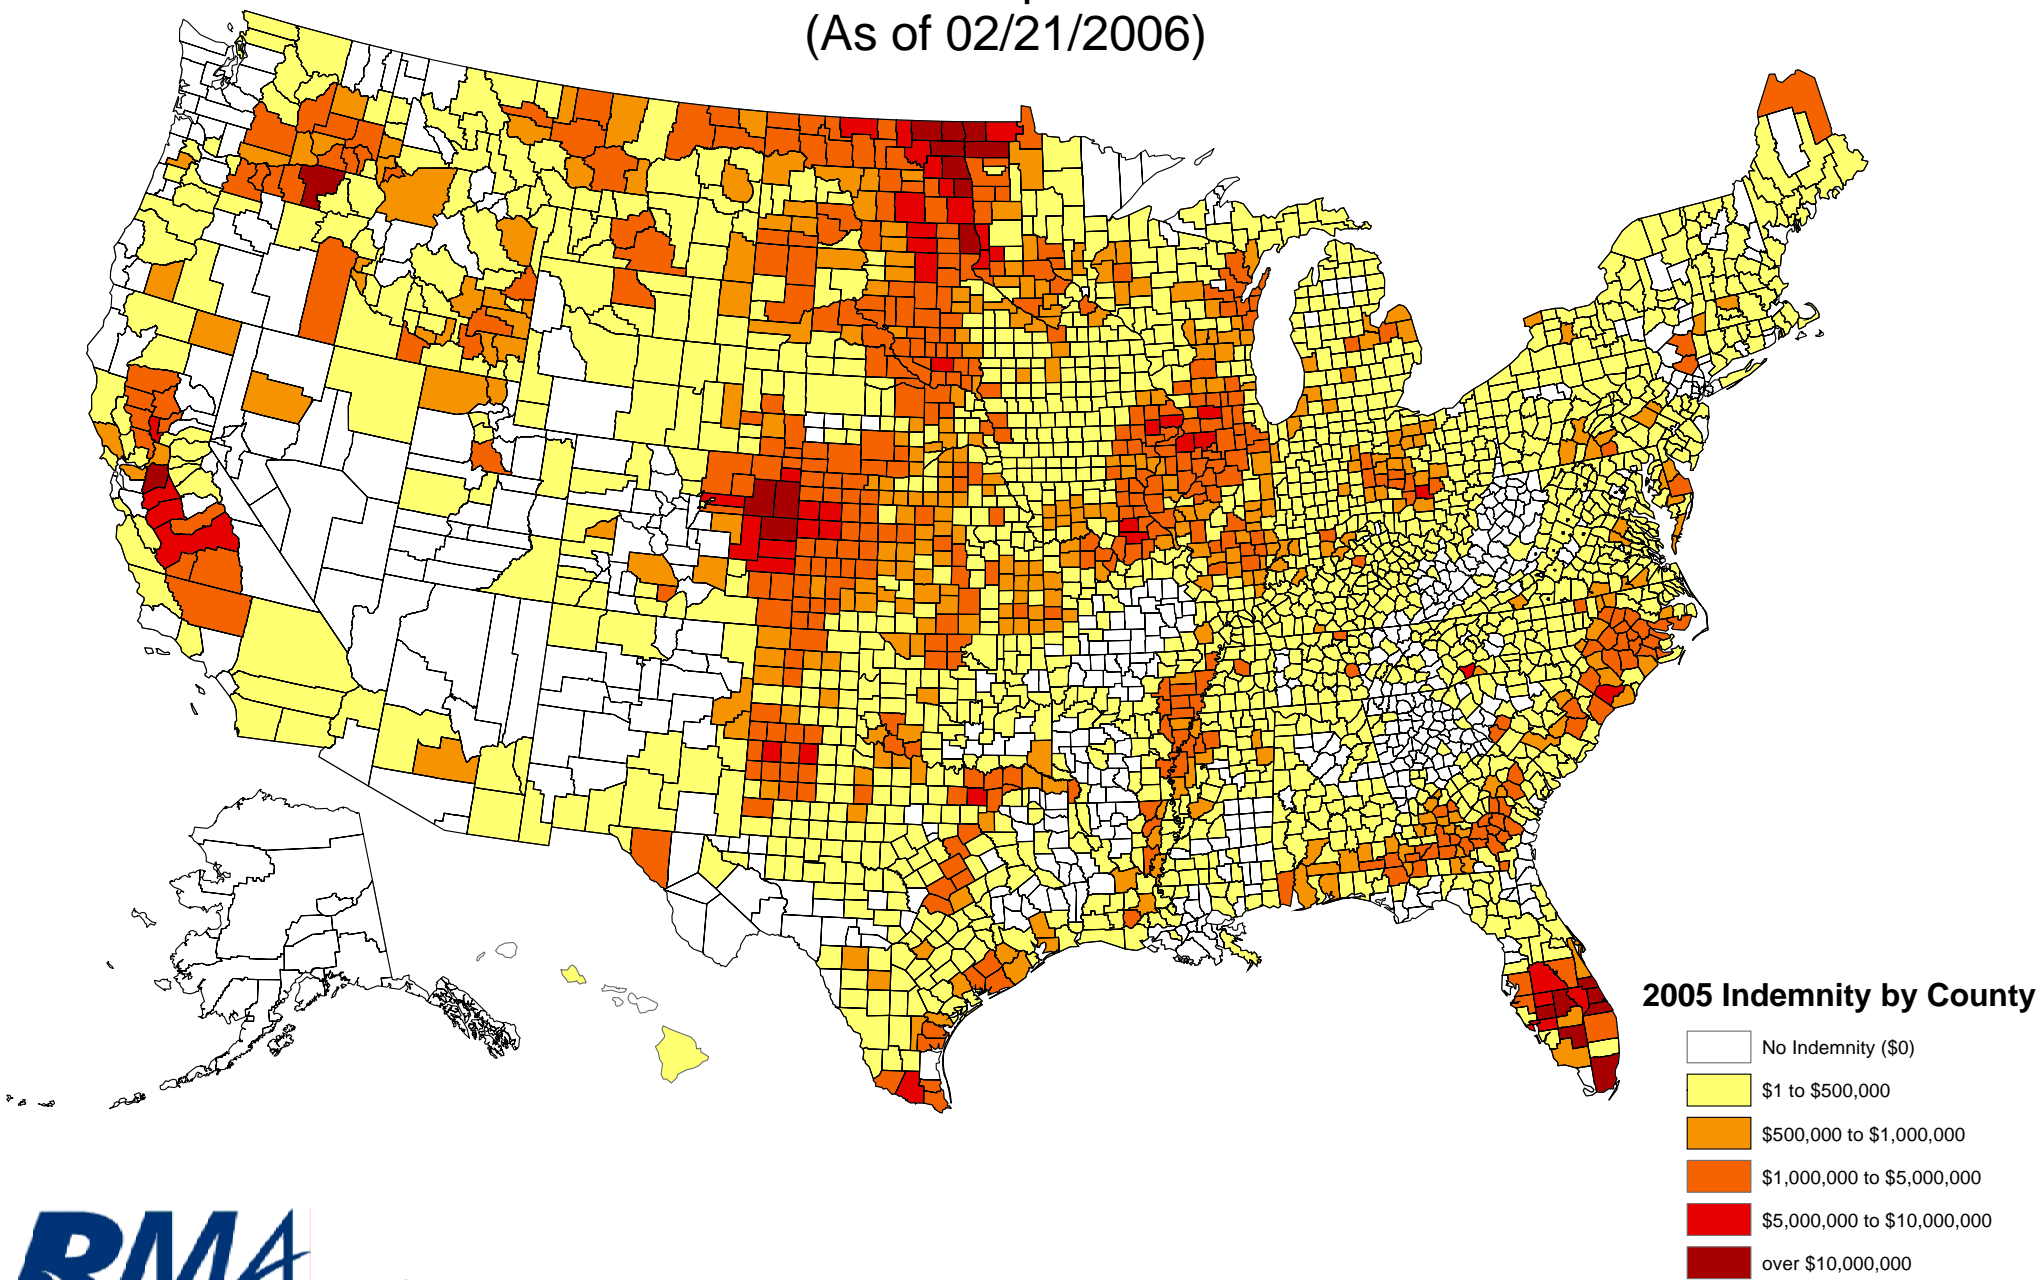 (As of 02/21/2006)
2005 Indemnity by County
No Indemnity ($0)
$1 to $500,000
$500,000 to $1,000,000
$1,000,000 to $5,000,000
$5,000,000 to $10,000,000
over $10,000,000
RMA